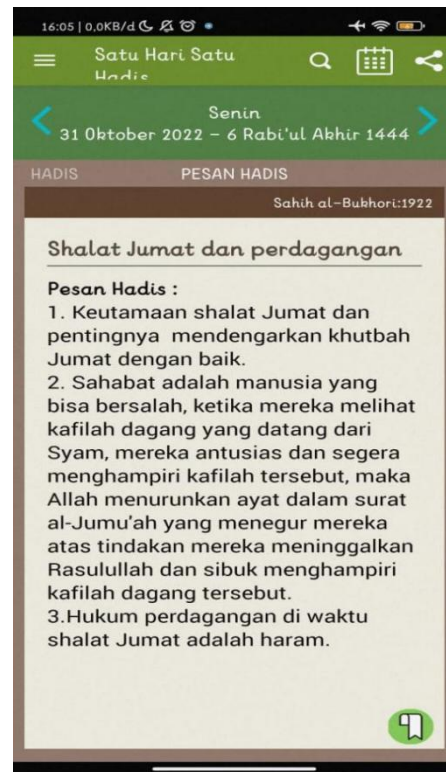 16:05 | 0,0KB/d
Satu Hari Satu
Hadis
Senin
31 Oktober 2022 – 6 Rabi'ul Akhir 1444
HADIS PESAN HADIS
Sahih al-Bukhori:1922
Shalat Jumat dan perdagangan
Pesan Hadis :
1. Keutamaan shalat Jumat dan
pentingnya mendengarkan khutbah
Jumat dengan baik.
2. Sahabat adalah manusia yang
bisa bersalah, ketika mereka melihat
kafilah dagang yang datang dari
Syam, mereka antusias dan segera
menghampiri kafilah tersebut, maka
Allah menurunkan ayat dalam surat
al-Jumu'ah yang menegur mereka
atas tindakan mereka meninggalkan
Rasulullah dan sibuk menghampiri
kafilah dagang tersebut.
3.Hukum perdagangan di waktu
shalat Jumat adalah haram.